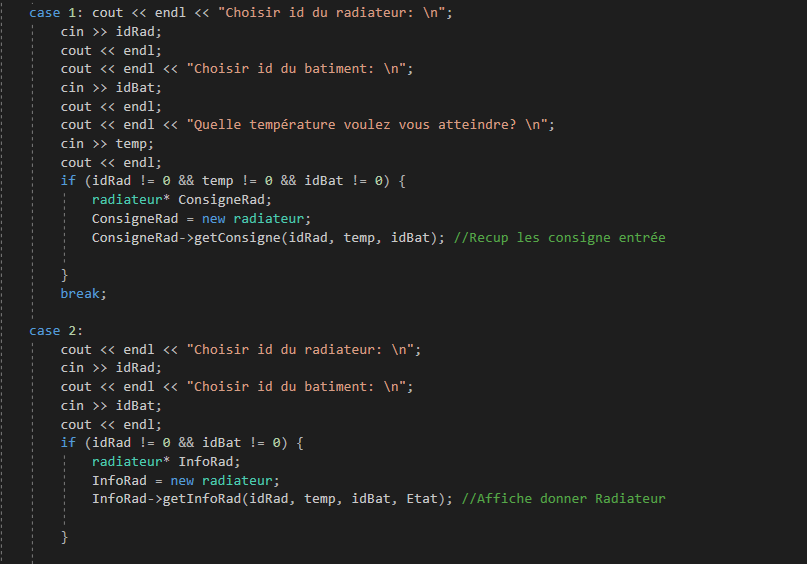 case 1: cout << endl << "Choisir id du radiateur: \n";
cin >> idRad;
cout << endl;
cout << endl << "Choisir id du batiment: \n";
cin >> idBat;
cout << endl;
cout << endl << "Quelle température voulez vous atteindre? \n";
cin >> temp;
cout << endl;
if (idRad != 0 && temp != 0 && idBat != 0) {
radiateur* ConsigneRad;
ConsigneRad = new radiateur;
ConsigneRad->getConsigne(idRad, temp, idBat); //Recup les consigne entrée
}
break;
case 2:
cout << endl << "Choisir id du radiateur: \n";
cin >> idRad;
cout << endl << "Choisir id du batiment: \n";
cin >> idBat;
cout << endl;
if (idRad != 0 && idBat != 0) {
radiateur* InfoRad;
InfoRad = new radiateur;
InfoRad->getInfoRad(idRad, temp, idBat, Etat); //Affiche donner Radiateur
}